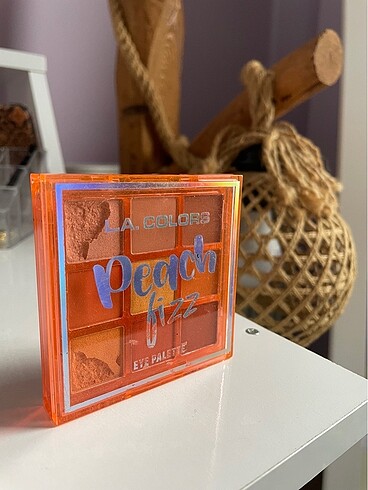 L.A. COLORS
Peach
fizz
EYE PALETTE